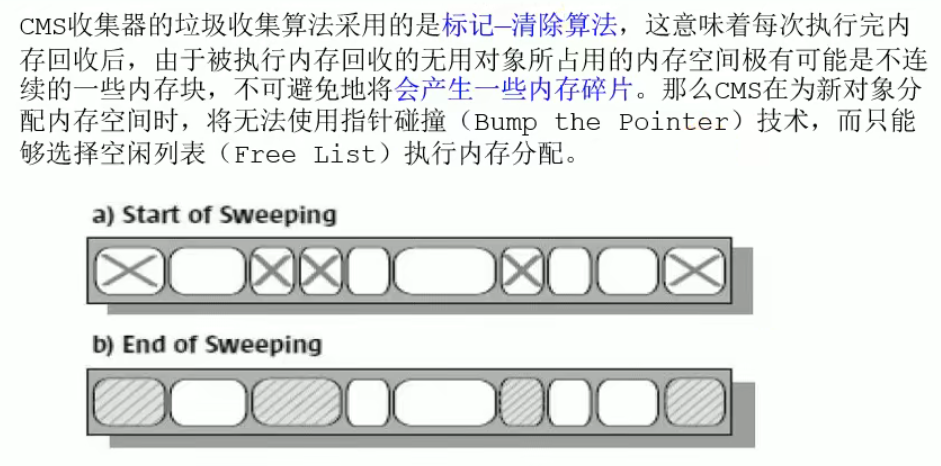 CMS收集器的垃圾收集算法采用的是标记—清除算法，这意味着每次执行完内
存回收后，由于被执行内存回收的无用对象所占用的内存空间极有可能是不连
续的一些内存块，不可避免地将会产生一些内存碎片。那么CMS在为新对象分
配内存空间时，将无法使用指针碰撞（Bump the Pointer）技术，而只能
够选择空闲列表（Free List）执行内存分配。
a) Start of Sweeping
b) End of Sweeping